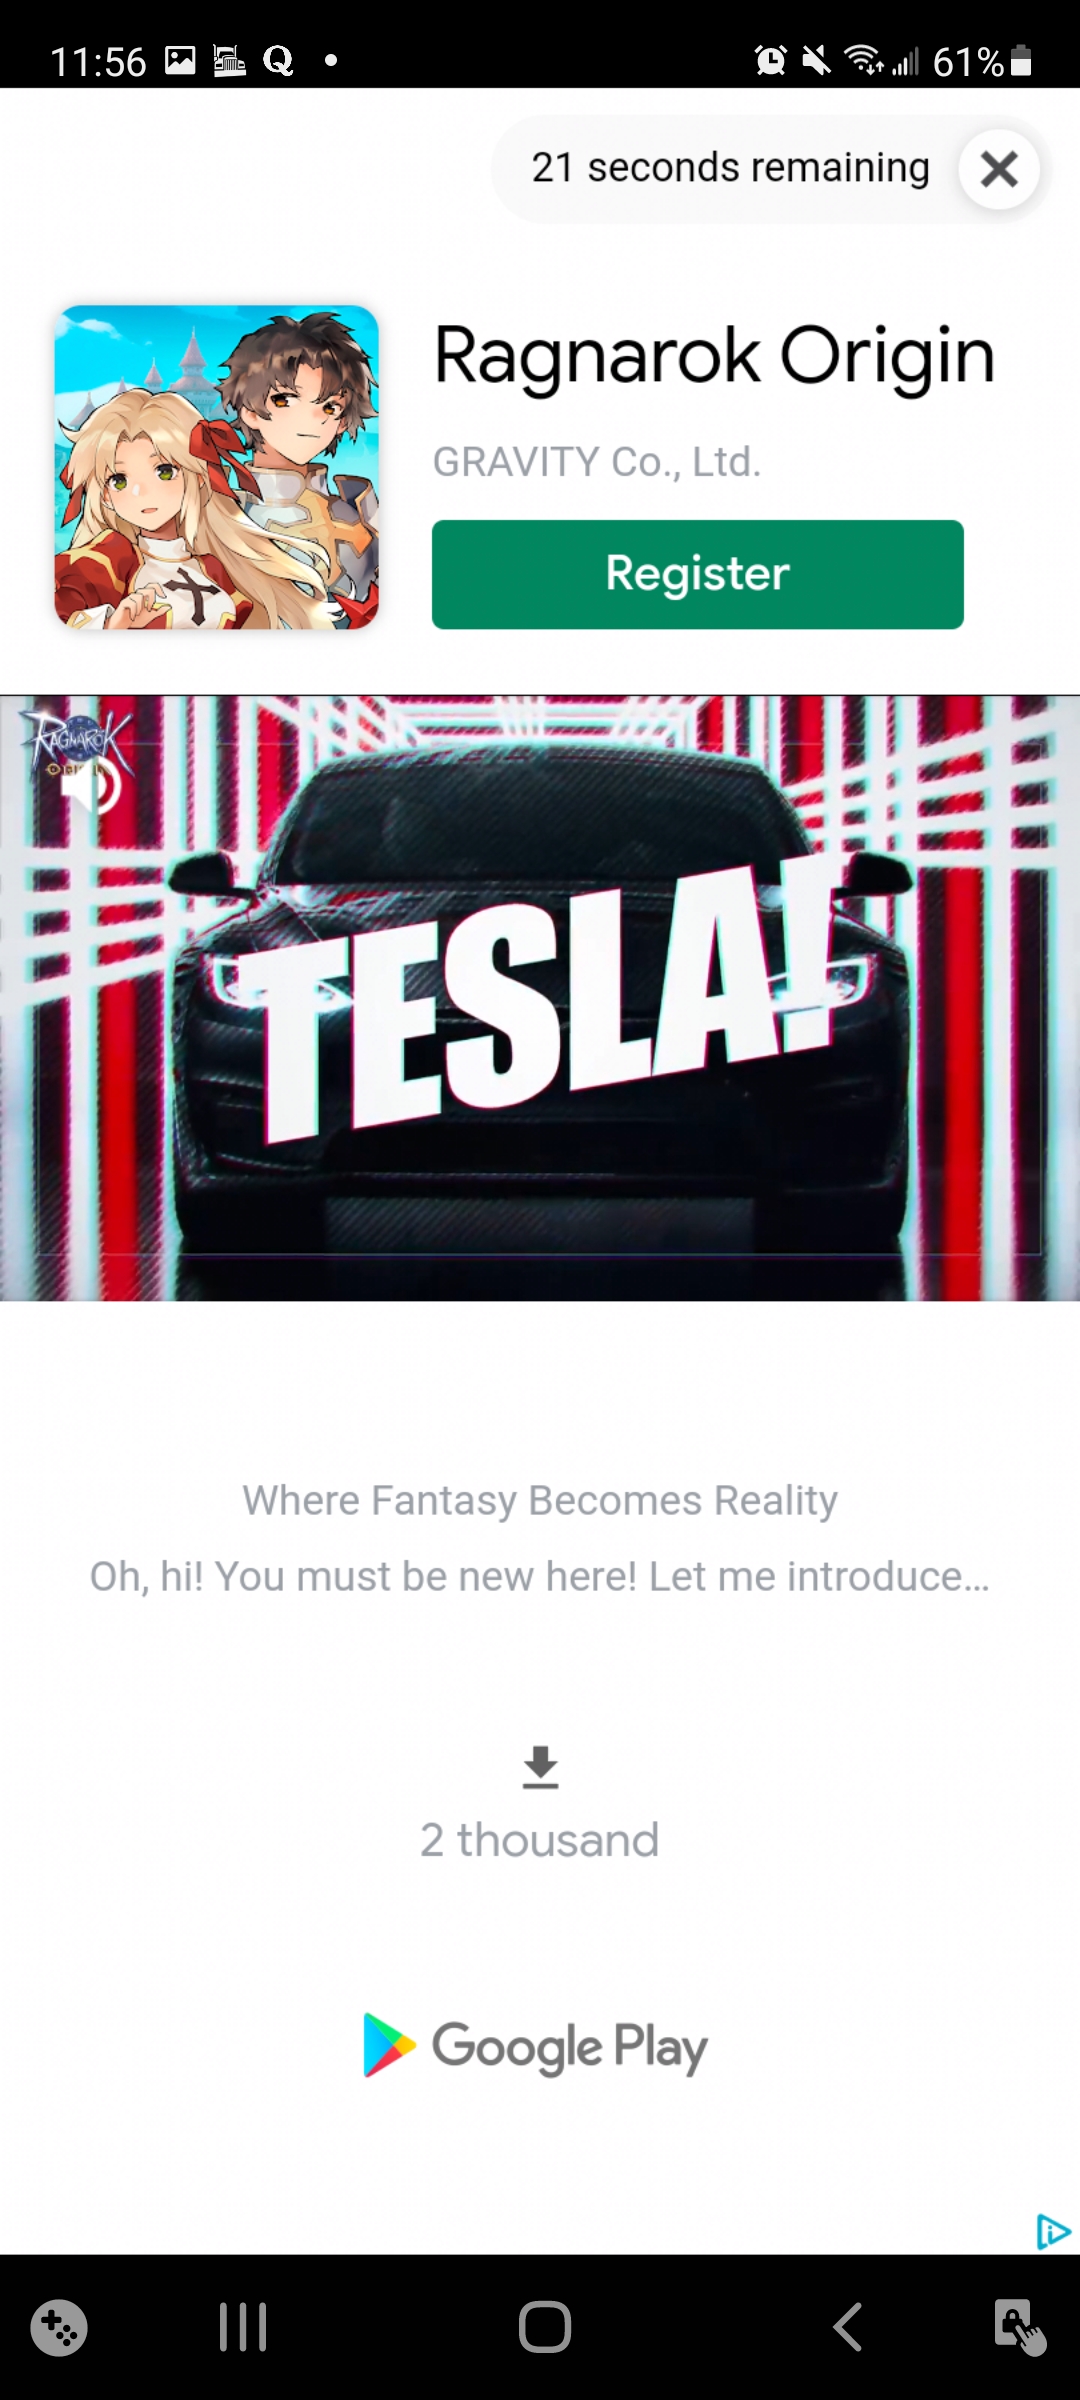 11:56
Q
61%
21 seconds remaining
Ragnarok Origin
GRAVITY Co., Ltd.
Register
RAGNAROK
TESLA!
Where Fantasy Becomes Reality
Oh, hi! You must be new here! Let me introduce…
2 thousand
Google Play